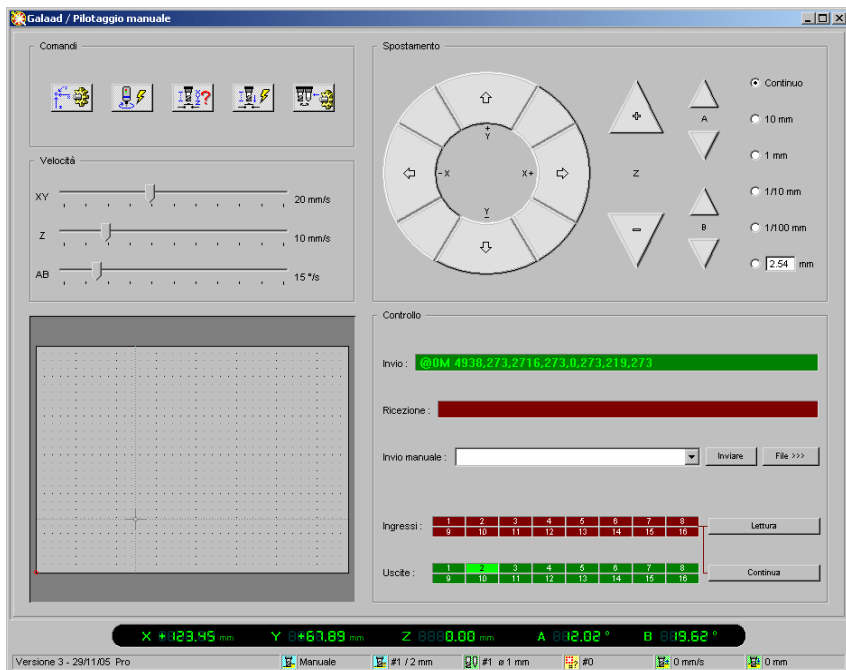 Galaad / Pilotaggio manuale
Comandi
Velocità
XY 20 mm/s
Z 10 mm/s
AB 15 °/s
Spostamento
+
Y
-X
X+
Y
-
+
Z
-
A
B
Continuo
10 mm
1 mm
1/10 mm
1/100 mm
2.54 mm
Controllo
Invio : @0M 4938,273,2716,273,0,273,219,273
Ricezione :
Invio manuale : Inviare File >>>
Ingressi : 1 2 3 4 5 6 7 8
9 10 11 12 13 14 15 16
Lettura
Uscite : 1 2 3 4 5 6 7 8
9 10 11 12 13 14 15 16
Continua
X +123.45 mm Y +67.89 mm Z 0.00 mm A 12.02 ° B 19.62 °
Versione 3 - 29/11/05 Pro Manuale #1 / 2 mm #1 ø 1 mm #0 0 mm/s 0 mm